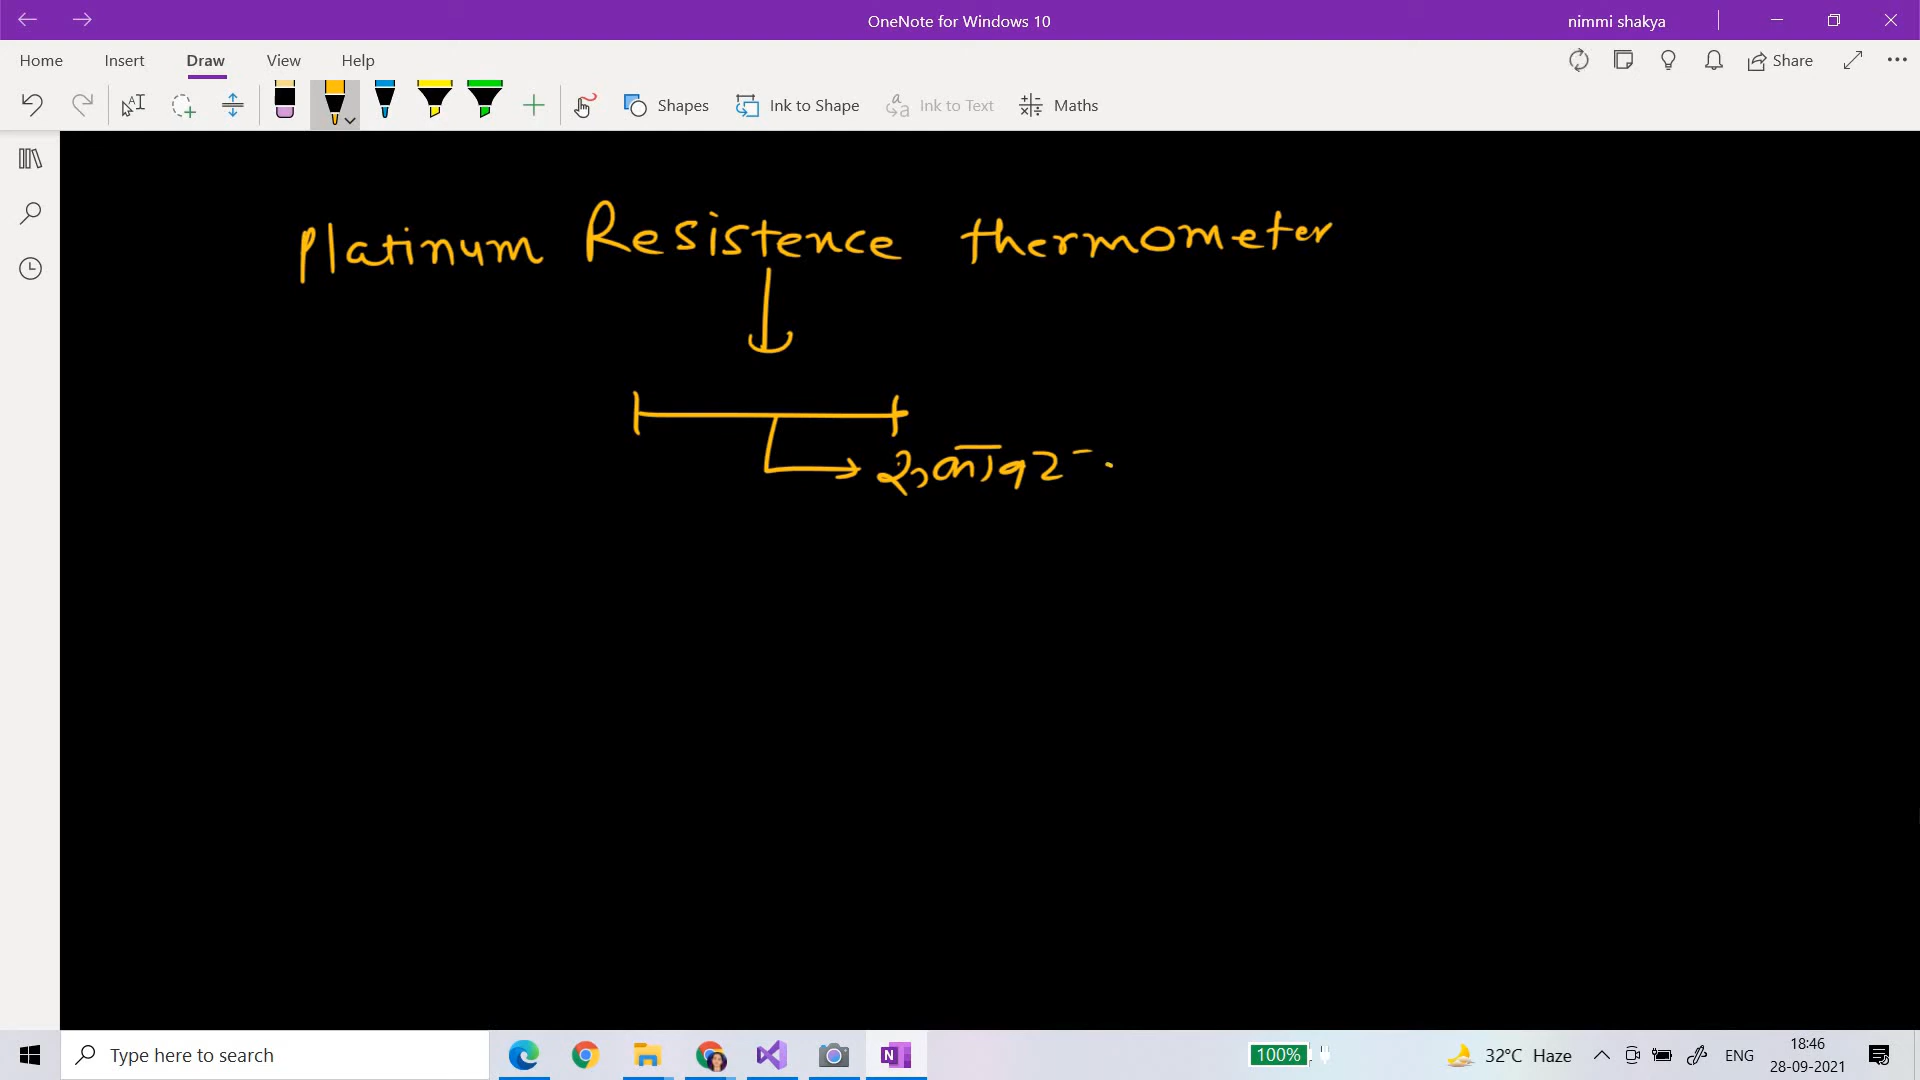 OneNote for Windows 10
nimmi shakya
Home Insert Draw View Help
Share
Shapes Ink to Shape Ink to Text Maths
Platinum Resistence thermometer
Type here to search
100%
32°C Haze
ENG
18:46
28-09-2021